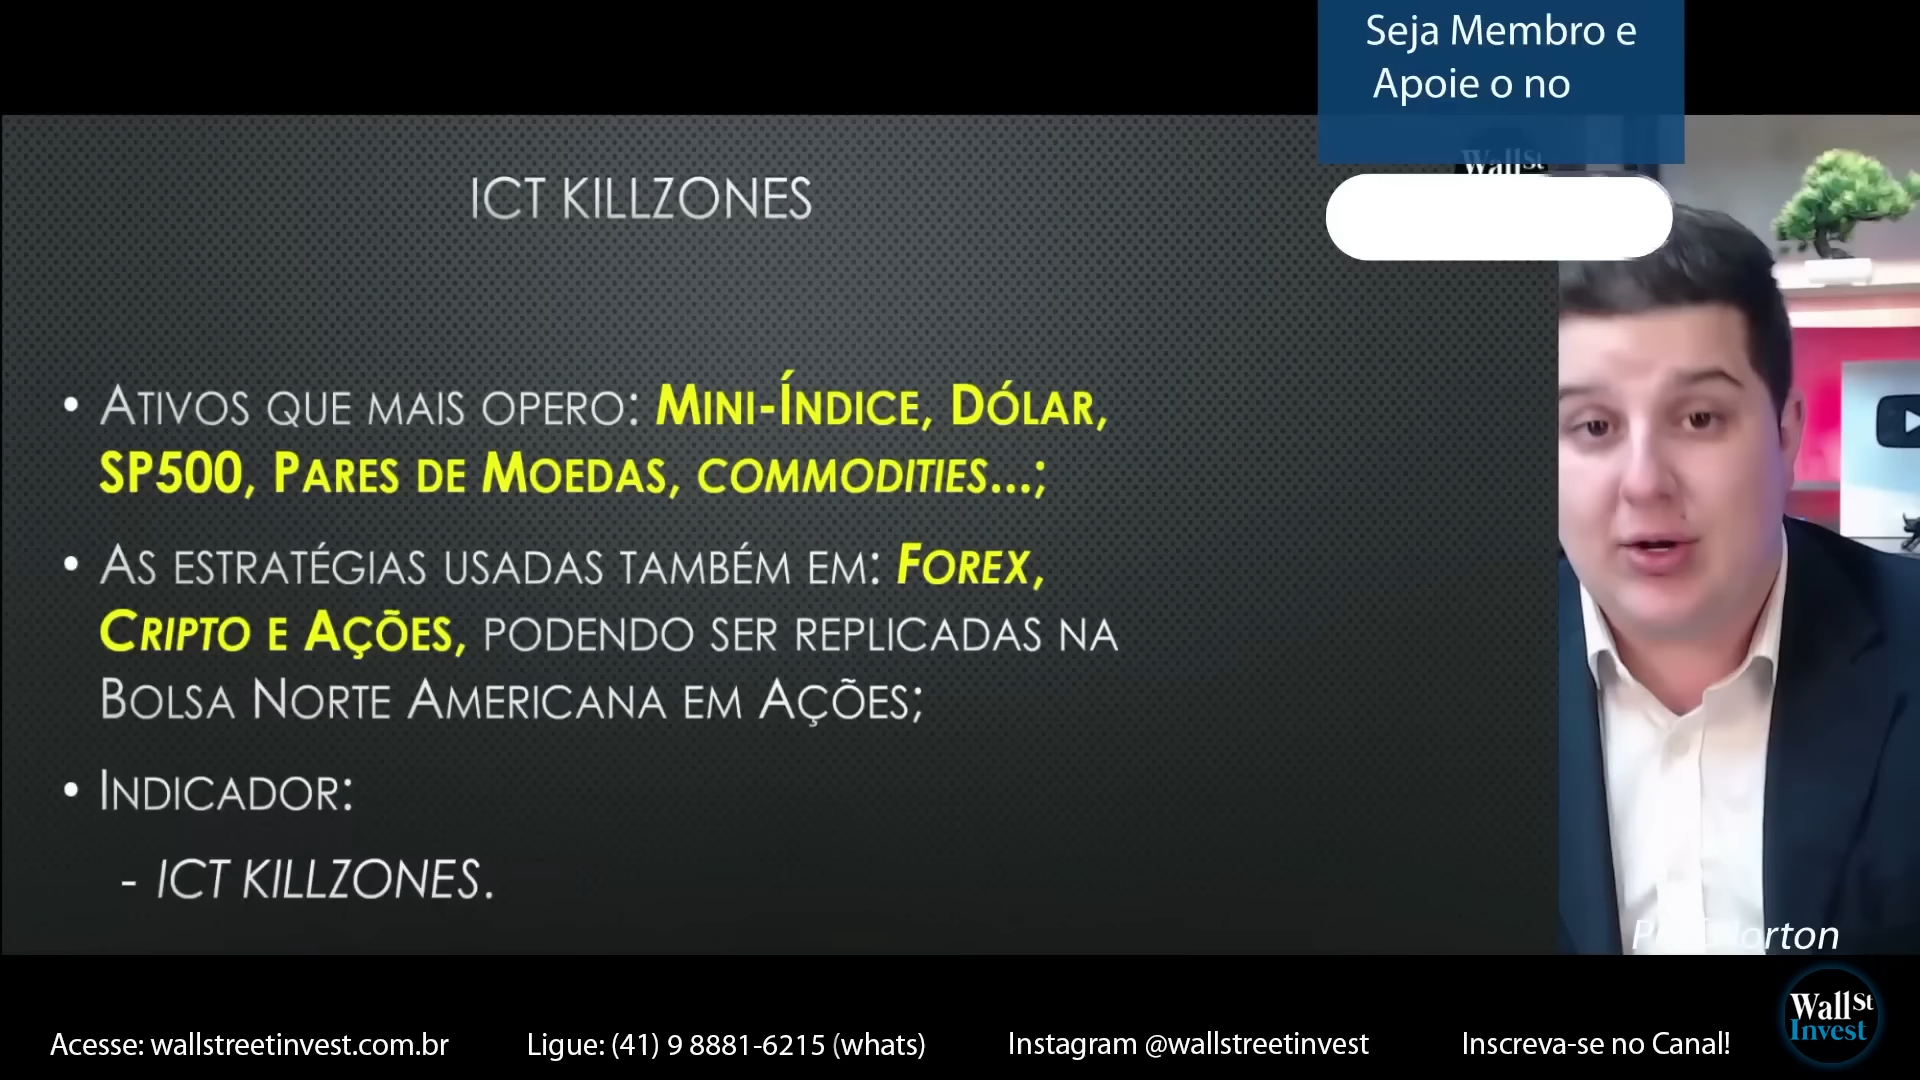 Seja Membro e
Apoie o no
Wall St
ICT KILLZONES
• ATIVOS QUE MAIS OPERO: MINI-ÍNDICE, DÓLAR,
SP500, PARES DE MOEDAS, COMMODITIES...;
• AS ESTRATÉGIAS USADAS TAMBÉM EM: FOREX,
CRIPTO E AÇÕES, PODENDO SER REPLICADAS NA
BOLSA NORTE AMERICANA EM AÇÕES;
• INDICADOR:
- ICT KILLZONES.
Acesse: wallstreetinvest.com.br
Ligue: (41) 9 8881-6215 (whats)
Instagram @wallstreetinvest
Inscreva-se no Canal!
Wall St
Invest